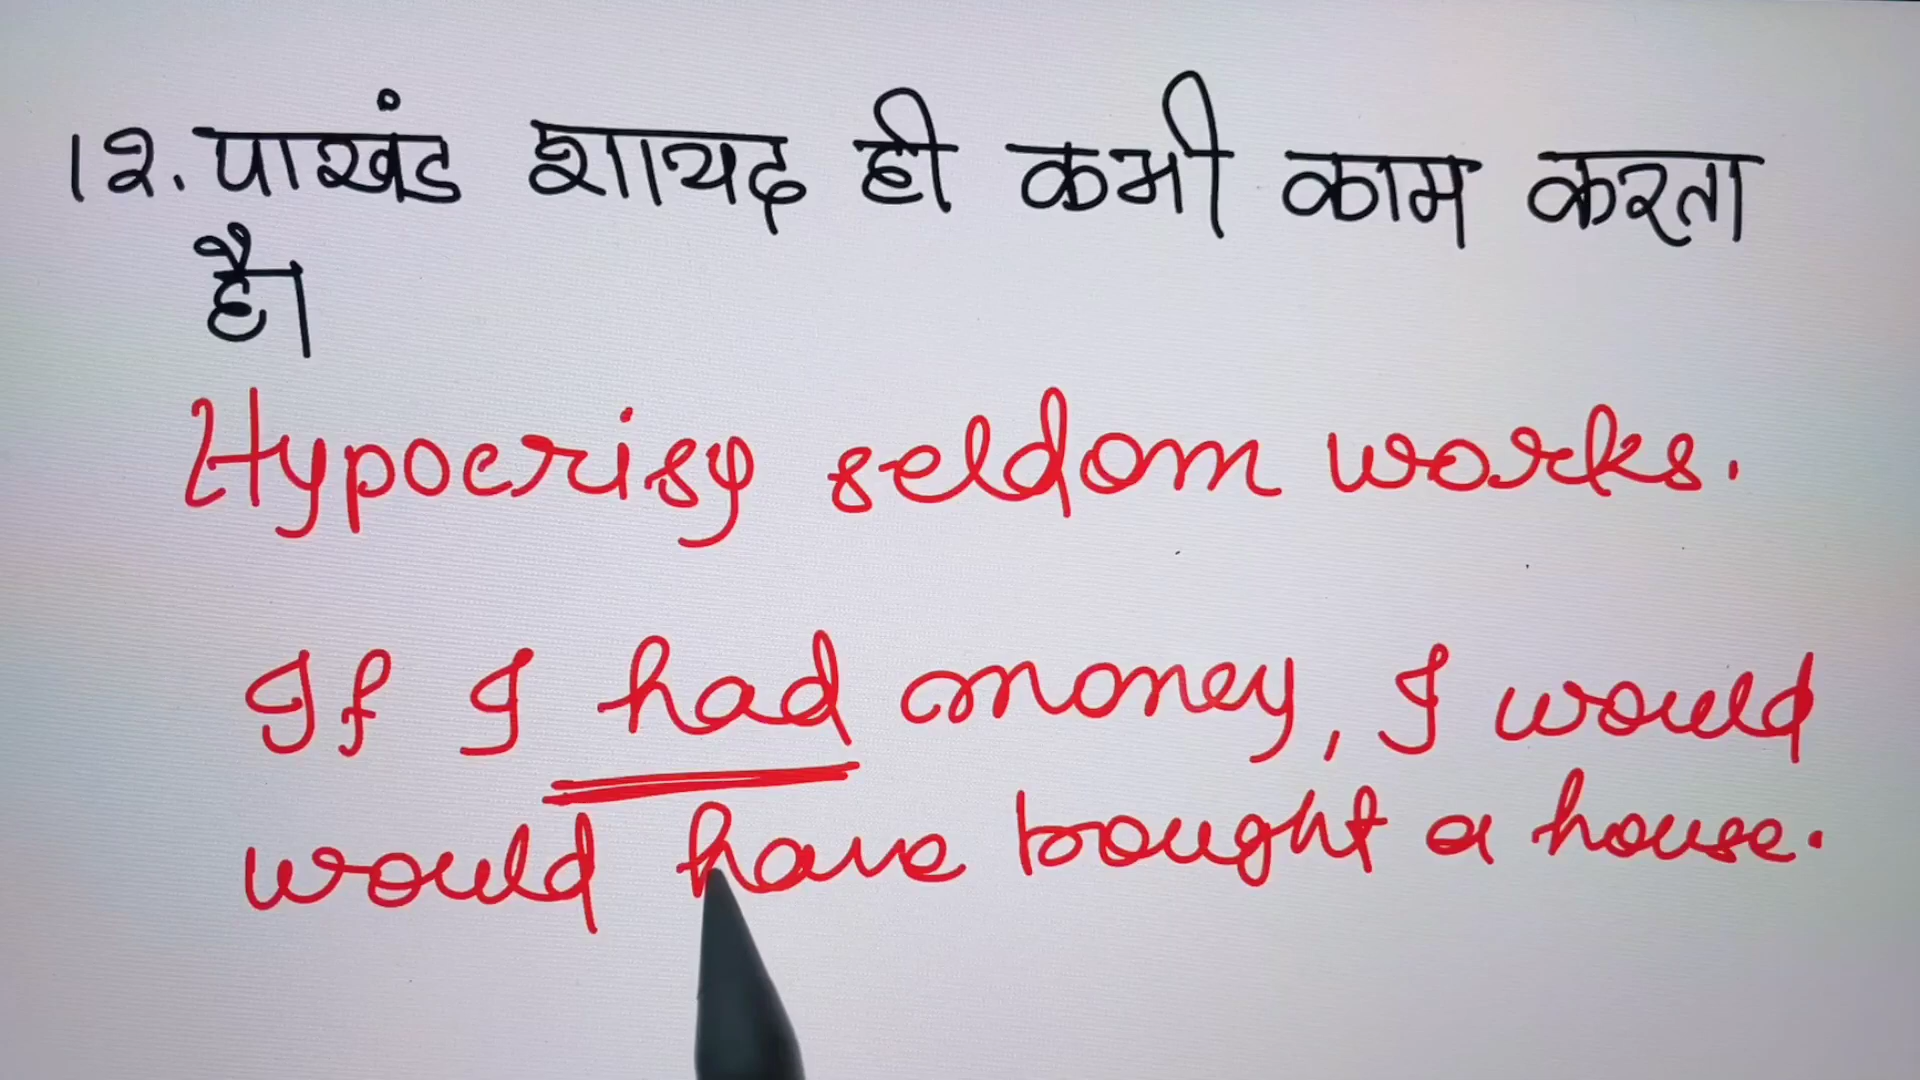 12. पाखंड शायद ही कभी काम करता
है।
Hypocrisy seldom works.
If I had money, I would
would have bought a house.